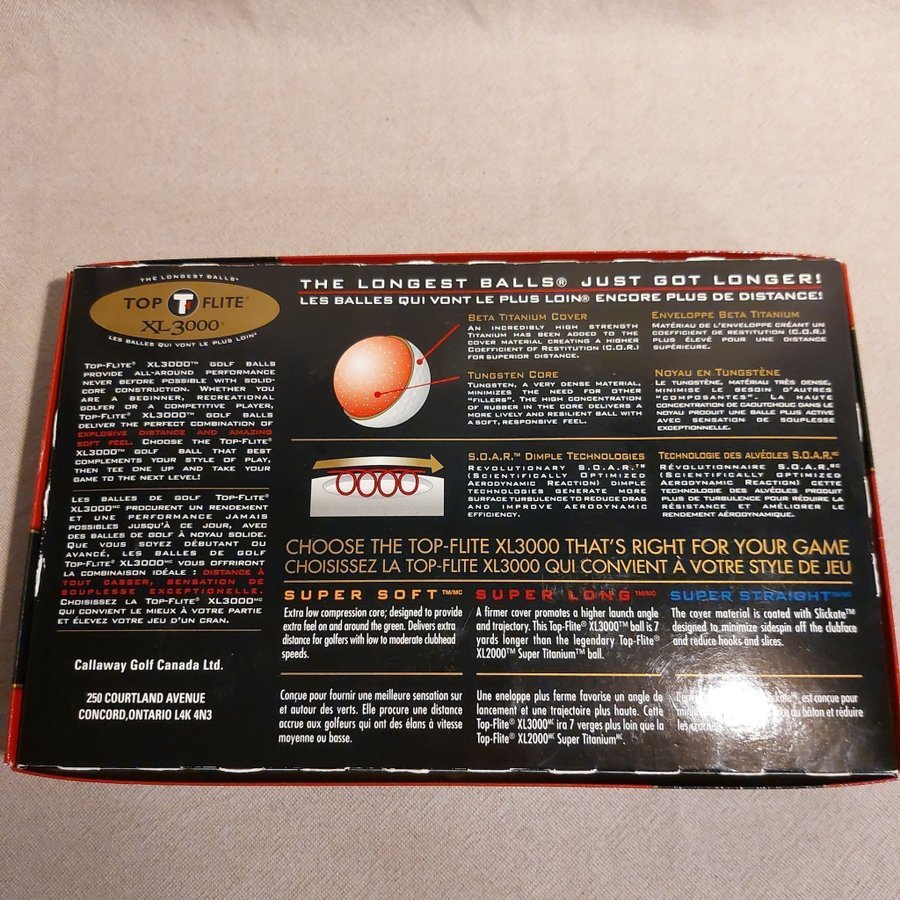 THE LONGEST BALLS®
TOP T FLITE®
XL3000®
LES BALLES QUI VONT LE PLUS LOIN®
TOP-FLITE® XL3000™ GOLF BALLS
PROVIDE ALL-AROUND PERFORMANCE
NEVER BEFORE POSSIBLE WITH SOLID-
CORE CONSTRUCTION. WHETHER YOU
ARE A BEGINNER, RECREATIONAL
GOLFER OR A COMPETITIVE PLAYER,
TOP-FLITE® XL3000™ GOLF BALLS
DELIVER THE PERFECT COMBINATION OF
EXPLOSIVE DISTANCE AND AMAZING
SOFT FEEL. CHOOSE THE TOP-FLITE®
XL3000™ GOLF BALL THAT BEST
COMPLEMENTS YOUR STYLE OF PLAY,
THEN TEE ONE UP AND TAKE YOUR
GAME TO THE NEXT LEVEL!
LES BALLES DE GOLF TOP-FLITE®
XL3000MC PROCURENT UN RENDEMENT
ET UNE PERFORMANCE JAMAIS
POSSIBLES JUSQU'À CE JOUR, AVEC
DES BALLES DE GOLF À NOYAU SOLIDE.
QUE VOUS SOYEZ DÉBUTANT OU
AVANCÉ, LES BALLES DE GOLF
TOP-FLITE® XL3000MC VOUS OFFRIRONT
LA COMBINAISON IDÉALE : DISTANCE À
TOUT CASSER, SENSATION DE
SOUPLESSE EXCEPTIONELLE.
CHOISISSEZ LA TOP-FLITE® XL3000MC
QUI CONVIENT LE MIEUX À VOTRE PARTIE
ET ÉLEVEZ VOTRE JEU D'UN CRAN.
Callaway Golf Canada Ltd.
250 COURTLAND AVENUE
CONCORD,ONTARIO L4K 4N3
THE LONGEST BALLS® JUST GOT LONGER!
LES BALLES QUI VONT LE PLUS LOIN® ENCORE PLUS DE DISTANCE!
BETA TITANIUM COVER
AN INCREDIBLY HIGH STRENGTH
TITANIUM HAS BEEN ADDED TO THE
COVER MATERIAL CREATING A HIGHER
COEFFICIENT OF RESTITUTION (C.O.R.)
FOR SUPERIOR DISTANCE.
ENVELOPPE BETA TITANIUM
MATÉRIAU DE L'ENVELOPPE CRÉANT UN
COEFFICIENT DE RESTITUTION (C.O.R.)
PLUS ÉLEVÉ POUR UNE DISTANCE
SUPÉRIEURE.
TUNGSTEN CORE
TUNGSTEN, A VERY DENSE MATERIAL,
MINIMIZES THE NEED FOR OTHER
"FILLERS". THE HIGH CONCENTRATION
OF RUBBER IN THE CORE DELIVERS A
MORE LIVELY AND RESILIENT BALL WITH
A SOFT, RESPONSIVE FEEL.
NOYAU EN TUNGSTÈNE
LE TUNGSTÈNE, MATÉRIAU TRÈS DENSE,
MINIMISE LE BESOIN D'AUTRES
"COMPOSANTES". LA HAUTE
CONCENTRATION DE CAOUTCHOUC DANS LE
NOYAU PRODUIT UNE BALLE PLUS ACTIVE
AVEC SENSATION DE SOUPLESSE
EXCEPTIONNELLE.
S.O.A.R.™ DIMPLE TECHNOLOGIES
REVOLUTIONARY S.O.A.R.™
(SCIENTIFICALLY OPTIMIZED
AERODYNAMIC REACTION) DIMPLE
TECHNOLOGIES GENERATE MORE
SURFACE TURBULENCE TO REDUCE DRAG
AND IMPROVE AERODYNAMIC
EFFICIENCY.
TECHNOLOGIE DES ALVÉOLES S.O.A.R.MC
RÉVOLUTIONNAIRE S.O.A.R.MC
(SCIENTIFICALLY OPTIMIZED
AERODYNAMIC REACTION) CETTE
TECHNOLOGIE DES ALVÉOLES PRODUIT
PLUS DE TURBULENCE POUR RÉDUIRE LA
RÉSISTANCE ET AMÉLIORER LE
RENDEMENT AÉRODYNAMIQUE.
CHOOSE THE TOP-FLITE XL3000 THAT'S RIGHT FOR YOUR GAME
CHOISISSEZ LA TOP-FLITE XL3000 QUI CONVIENT À VOTRE STYLE DE JEU
SUPER SOFT™/MC
Extra low compression core; designed to provide
extra feel on and around the green. Delivers extra
distance for golfers with low to moderate clubhead
speeds.
Conçue pour fournir une meilleure sensation sur
et autour des verts. Elle procure une distance
accrue aux golfeurs qui ont des élans à vitesse
moyenne ou basse.
SUPER LONG™/MC
A firmer cover promotes a higher launch angle
and trajectory. This Top-Flite® XL3000™ ball is 7
yards longer than the legendary Top-Flite®
XL2000™ Super Titanium™ ball.
Une eneloppe plus ferme favorise un angle de
lancement et une trajectoire plus haute. Cette
Top-Flite® XL3000MC ira 7 verges plus loin que la
Top-Flite® XL2000MC Super TitaniumMC.
SUPER STRAIGHT™/MC
The cover material is coated with Slickote™
designed to minimize sidespin off the clubface
and reduce hooks and slices.
est conçue pour
du bâton et réduire
les